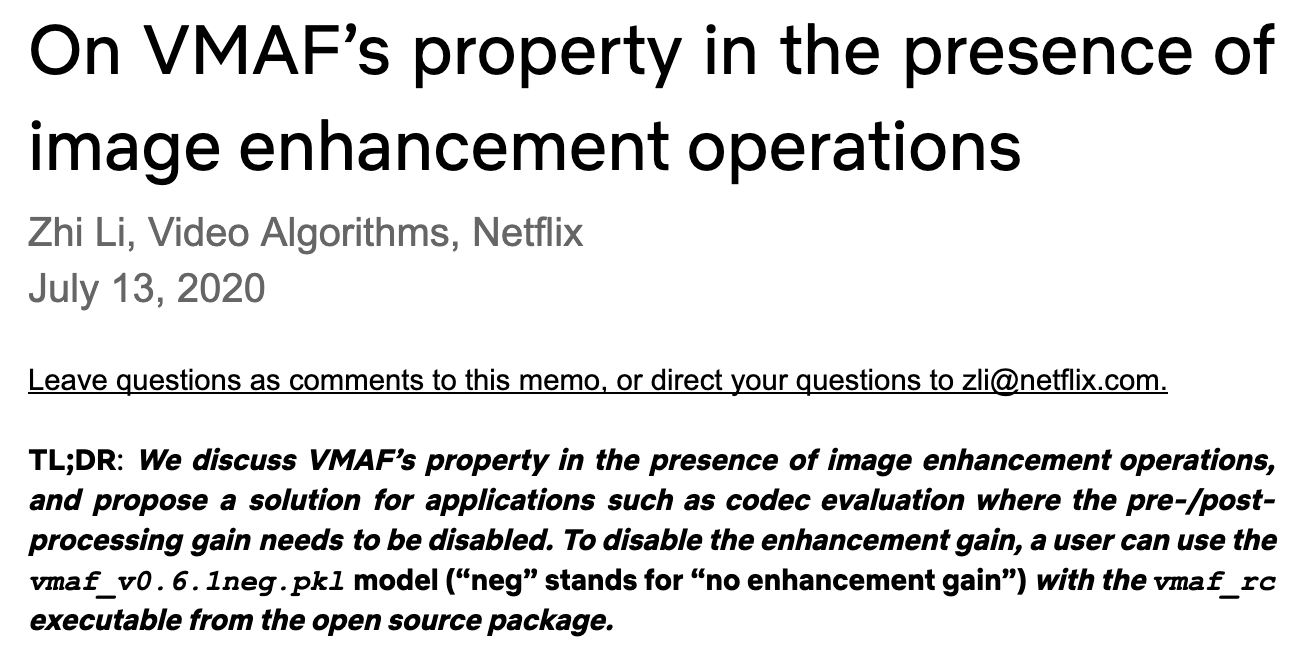 On VMAF’s property in the presence of
image enhancement operations
Zhi Li, Video Algorithms, Netflix
July 13, 2020
Leave questions as comments to this memo, or direct your questions to zli@netflix.com.
TL;DR: We discuss VMAF’s property in the presence of image enhancement operations,
and propose a solution for applications such as codec evaluation where the pre-/post-
processing gain needs to be disabled. To disable the enhancement gain, a user can use the
vmaf_v0.6.1neg.pkl model (“neg” stands for “no enhancement gain”) with the vmaf_rc
executable from the open source package.